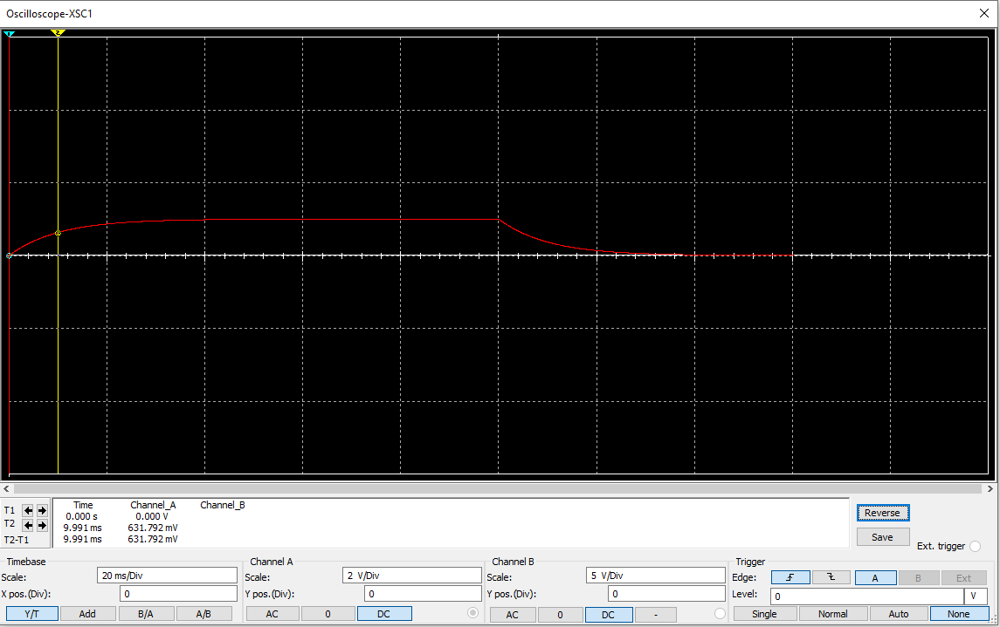 Oscilloscope-XSC1
1 2
Time Channel_A Channel_B
T1 0.000 s 0.000 V
T2 9.991 ms 631.792 mV
T2-T1 9.991 ms 631.792 mV
Reverse
Save
Ext. trigger
Timebase Channel A Channel B Trigger
Scale: 20 ms/Div Scale: 2 V/Div Scale: 5 V/Div Edge: A B Ext
X pos.(Div): 0 Y pos.(Div): 0 Y pos.(Div): 0 Level: 0 V
Y/T Add B/A A/B AC 0 DC AC 0 DC - Single Normal Auto None